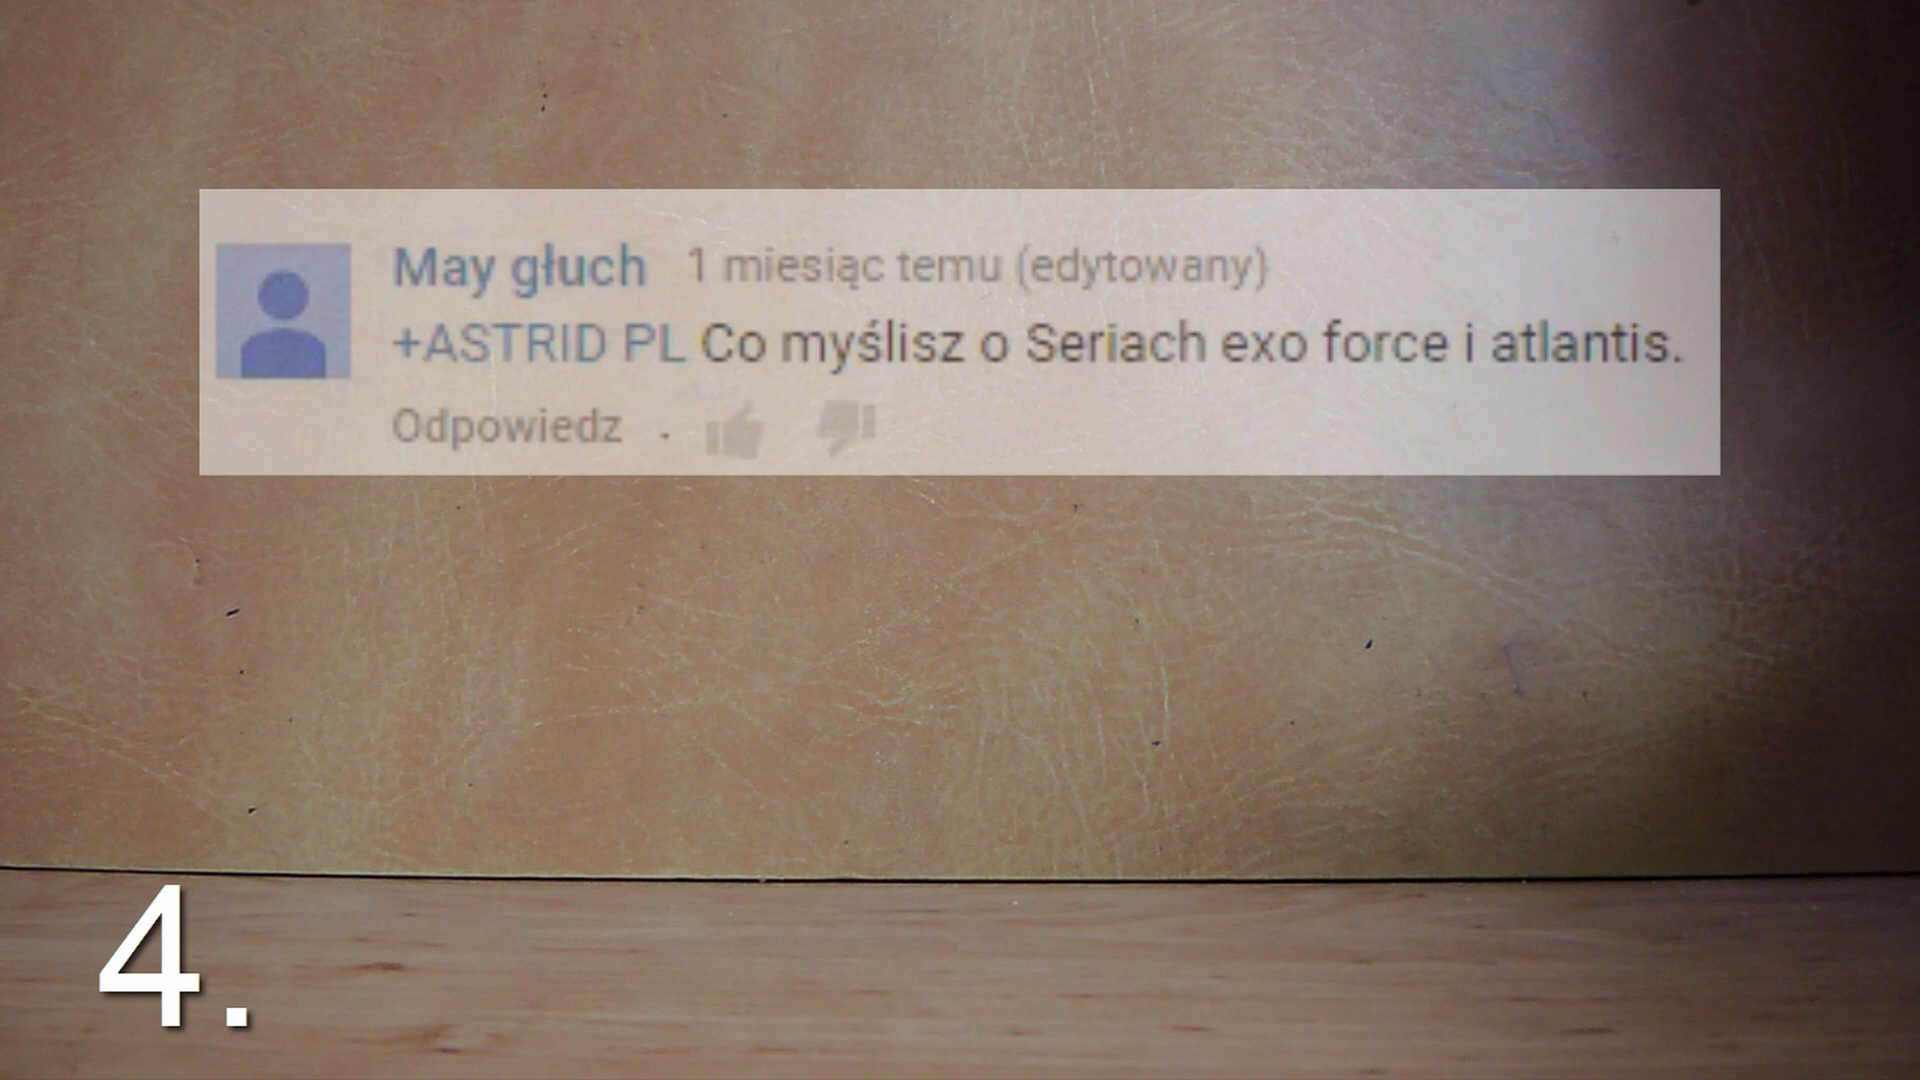 May głuch 1 miesiąc temu (edytowany)
+ASTRID PL Co myślisz o Seriach exo force i atlantis.
Odpowiedz .
4.